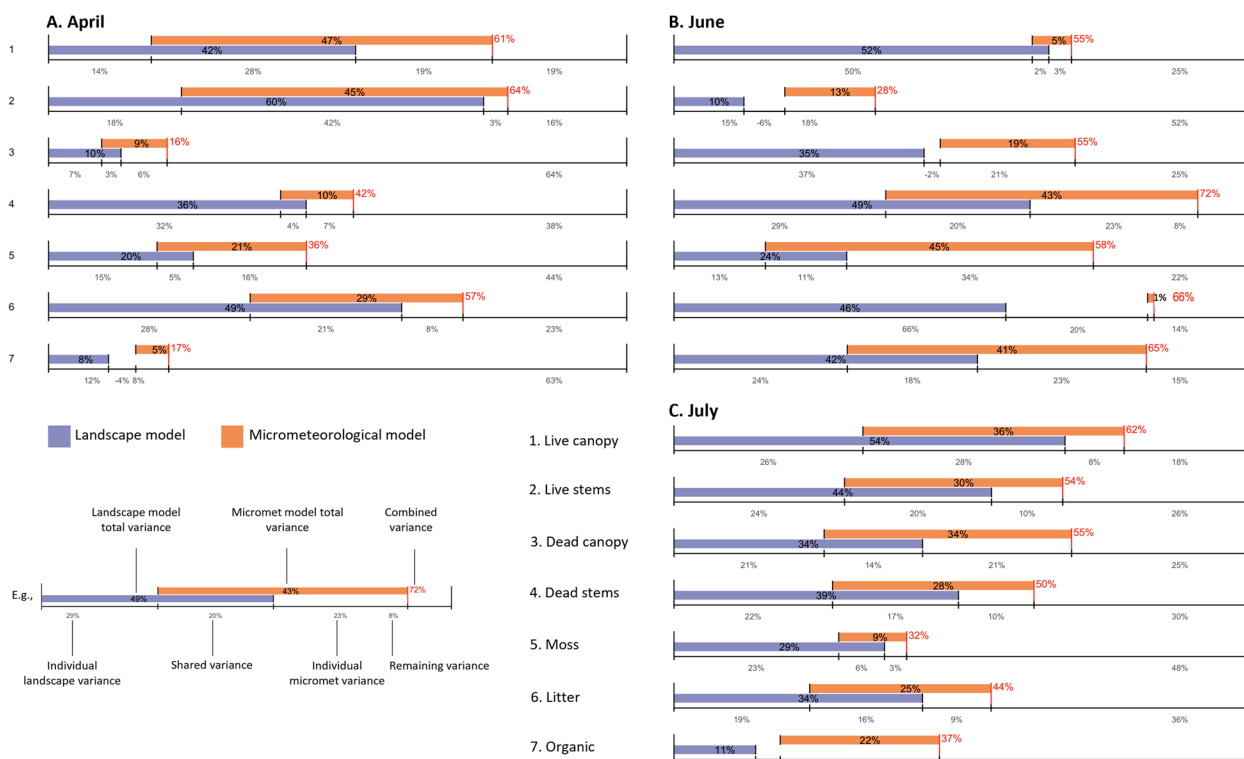 A. April
1
47%
61%
42%
14% 28% 19% 19%
2
45%
64%
60%
18% 42% 3% 16%
3
9%
16%
10%
7% 3% 6% 64%
4
10%
42%
36%
32% 4% 7% 38%
5
21%
36%
20%
15% 5% 16% 44%
6
29%
57%
49%
28% 21% 8% 23%
7
5%
17%
8%
12% -4% 8% 63%
B. June
5%
55%
52%
50% 2% 3% 25%
13%
28%
10%
15% -6% 18% 52%
19%
55%
35%
37% -2% 21% 25%
43%
72%
49%
29% 20% 23% 8%
45%
58%
24%
13% 11% 34% 22%
1%
66%
46%
66% 20% 14%
41%
65%
42%
24% 18% 23% 15%
Landscape model
Micrometeorological model
Landscape model
total variance
Micromet model total
variance
Combined
variance
E.g.,
43%
72%
49%
29% 20% 23% 8%
Individual
landscape variance
Shared variance
Individual
micromet variance
Remaining variance
C. July
1. Live canopy
36%
62%
54%
26% 28% 8% 18%
2. Live stems
30%
54%
44%
24% 20% 10% 26%
3. Dead canopy
34%
55%
34%
21% 14% 21% 25%
4. Dead stems
28%
50%
39%
22% 17% 10% 30%
5. Moss
9%
32%
29%
23% 6% 3% 48%
6. Litter
25%
44%
34%
19% 16% 9% 36%
7. Organic
22%
37%
11%